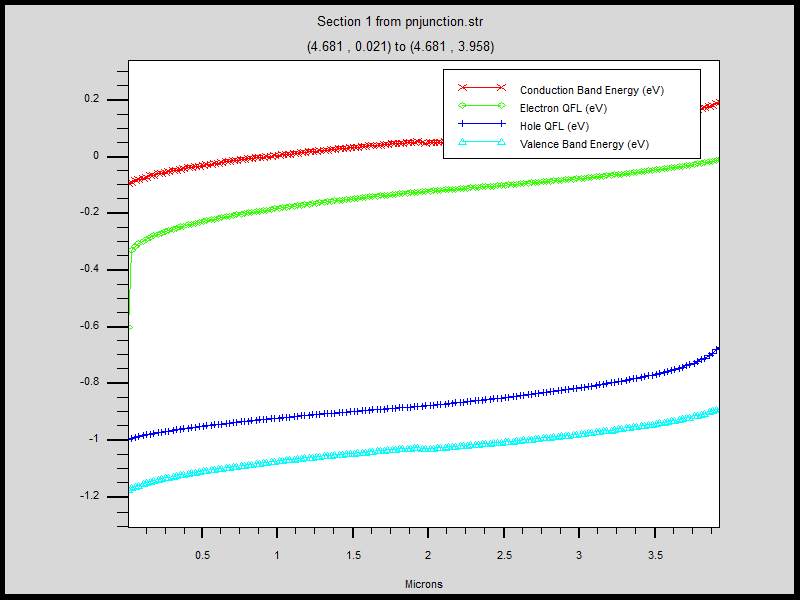 Section 1 from pnjunction.str
(4.681 , 0.021) to (4.681 , 3.958)
Conduction Band Energy (eV)
Electron QFL (eV)
Hole QFL (eV)
Valence Band Energy (eV)
0.2
0
-0.2
-0.4
-0.6
-0.8
-1
-1.2
0.5 1 1.5 2 2.5 3 3.5
Microns